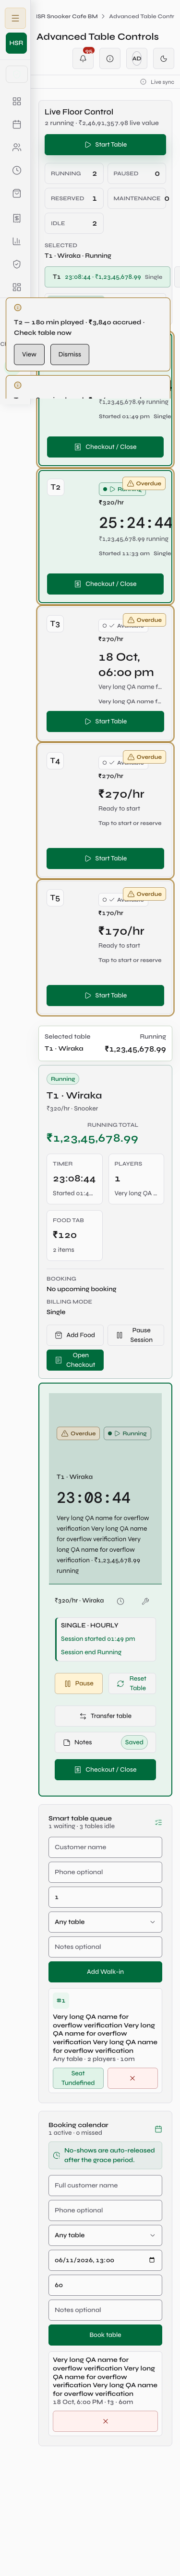 HSR Snooker Cafe BM > Advanced Table Contr
HSR
Advanced Table Controls
AD
Live sync
Live Floor Control
2 running · ₹2,46,91,357.98 live value
Start Table
RUNNING 2
PAUSED 0
RESERVED 1
MAINTENANCE 0
IDLE 2
SELECTED
T1 · Wiraka · Running
T1 23:08:44 · ₹1,23,45,678.99 Single
T2 — 180 min played · ₹3,840 accrued · Check table now
View
Dismiss
₹1,23,45,678.99 running
Started 01:49 pm Single
Checkout / Close
T2
Overdue
Running
₹320/hr
25:24:44
₹1,23,45,678.99 running
Started 11:33 am Single
Checkout / Close
T3
Overdue
₹270/hr
18 Oct,
06:00 pm
Very long QA name f...
Very long QA name f...
Start Table
T4
Overdue
₹270/hr
₹270/hr
Ready to start
Tap to start or reserve
Start Table
T5
Overdue
₹170/hr
₹170/hr
Ready to start
Tap to start or reserve
Start Table
Selected table Running
T1 · Wiraka ₹1,23,45,678.99
Running
T1 · Wiraka
₹320/hr · Snooker
RUNNING TOTAL
₹1,23,45,678.99
TIMER
23:08:44
Started 01:4...
PLAYERS
1
Very long QA ...
FOOD TAB
₹120
2 items
BOOKING
No upcoming booking
BILLING MODE
Single
Add Food
Pause
Session
Open
Checkout
Overdue
Running
T1 · Wiraka
23:08:44
Very long QA name for overflow
verification Very long QA name
for overflow verification Very
long QA name for overflow
verification · ₹1,23,45,678.99
running
₹320/hr · Wiraka
SINGLE · HOURLY
Session started 01:49 pm
Session end Running
Pause
Reset
Table
Transfer table
Notes
Saved
Checkout / Close
Smart table queue
1 waiting · 3 tables idle
Customer name
Phone optional
1
Any table
Notes optional
Add Walk-in
#1
Very long QA name for
overflow verification Very long
QA name for overflow
verification Very long QA name
for overflow verification
Any table · 2 players · 10m
Seat
Tundefined
Booking calendar
1 active · 0 missed
No-shows are auto-released
after the grace period.
Full customer name
Phone optional
Any table
06/11/2026, 13:00
60
Notes optional
Book table
Very long QA name for
overflow verification Very long
QA name for overflow
verification Very long QA name
for overflow verification
18 Oct, 6:00 PM · t3 · 60m